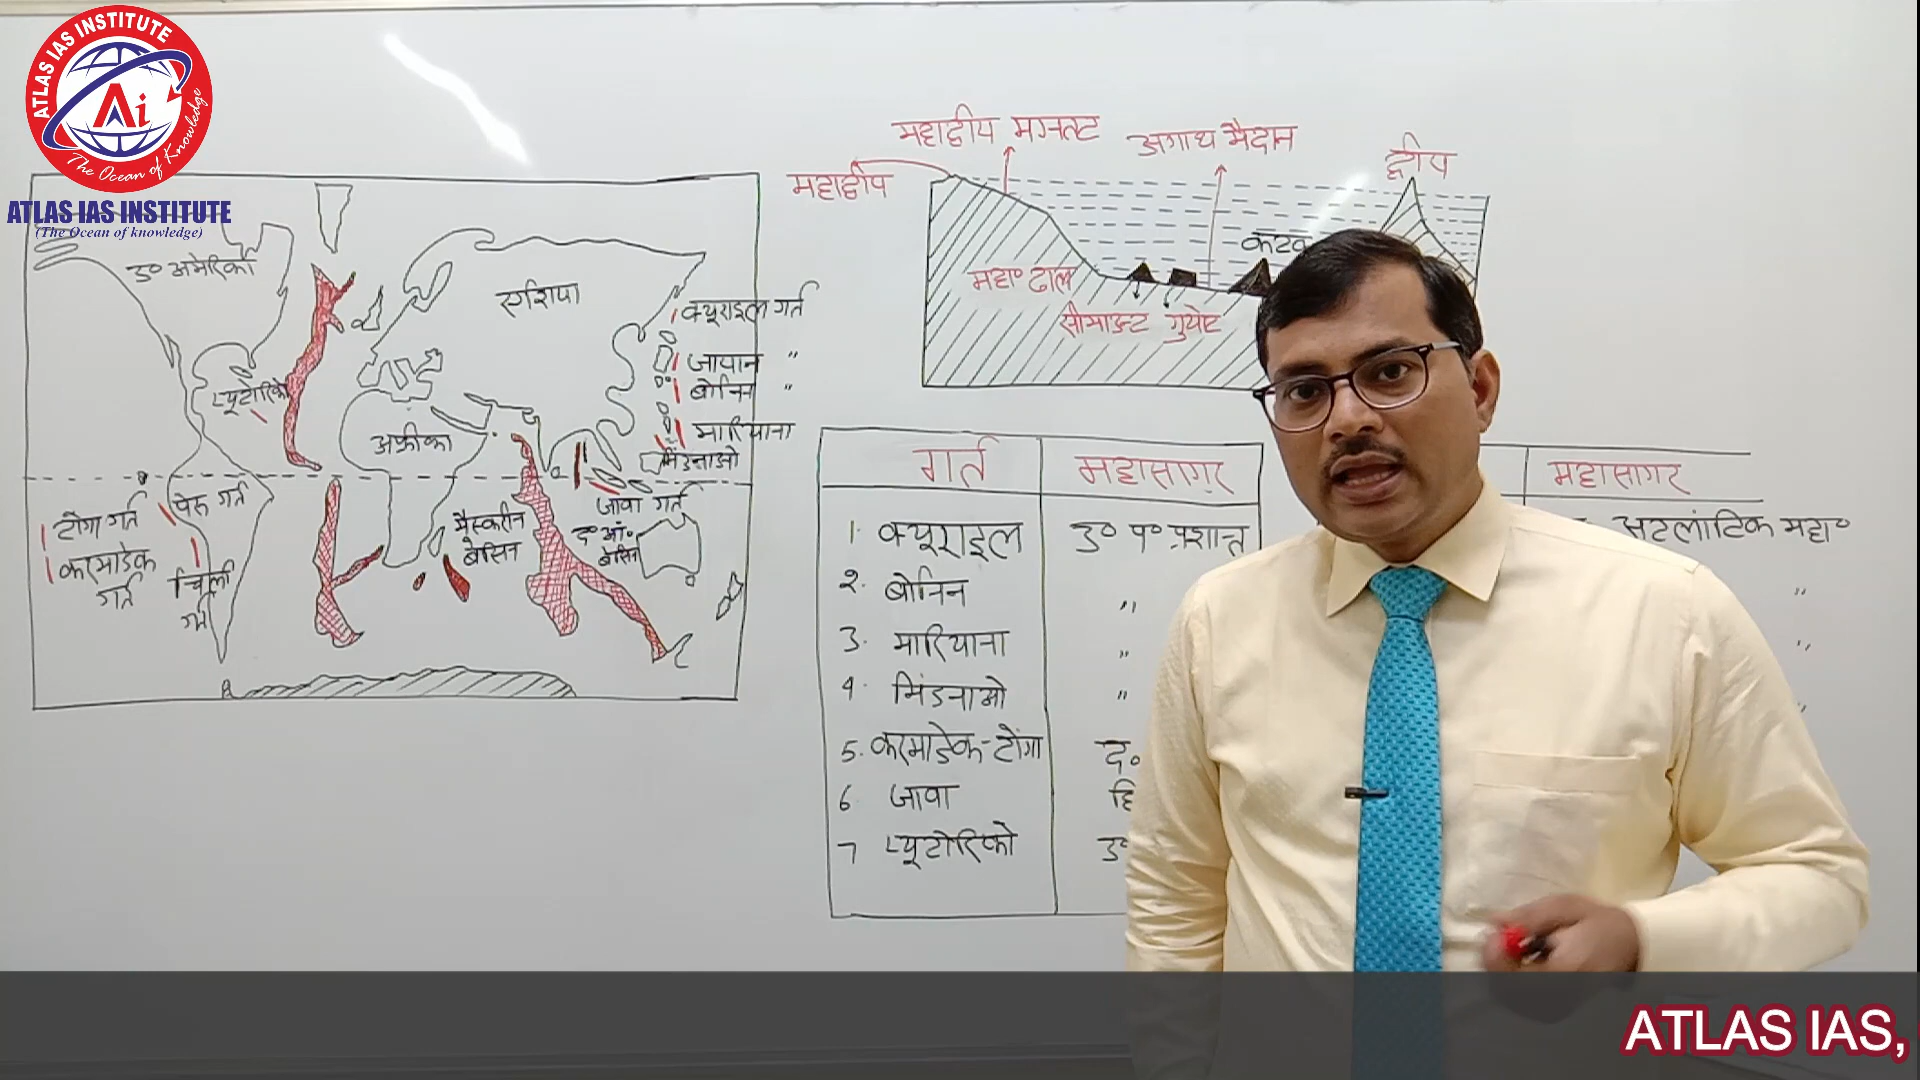 ATLAS IAS INSTITUTE
Ai
The Ocean of Knowledge
ATLAS IAS INSTITUTE
(The Ocean of knowledge)
उ० अमेरिका
एशिया
प्यूटोरिको
अफ्रीका
क्यूराइल गर्त
जापान "
बोनिन "
मारियाना
मिंडनाओ
जावा गर्त
टोंगा गर्त
पेरू गर्त
करमाडेक
गर्त
चिली
गर्त
मैस्करीन
बेसिन
द० ऑ०
बेसिन
महाद्वीप मग्नतट
अगाध मैदान
द्वीप
महाद्वीप
महा० ढाल
सीमाउन्ट गुयोट
गर्त महासागर
1. क्यूराइल उ० प० प्रशान्त
2. बोनिन "
3. मारियाना "
4. मिंडनाओ "
5. करमाडेक-टोंगा द०
6 जावा हि
7 प्यूटोरिको उ०
महासागर
अटलांटिक महा०
"
"
"
ATLAS IAS,